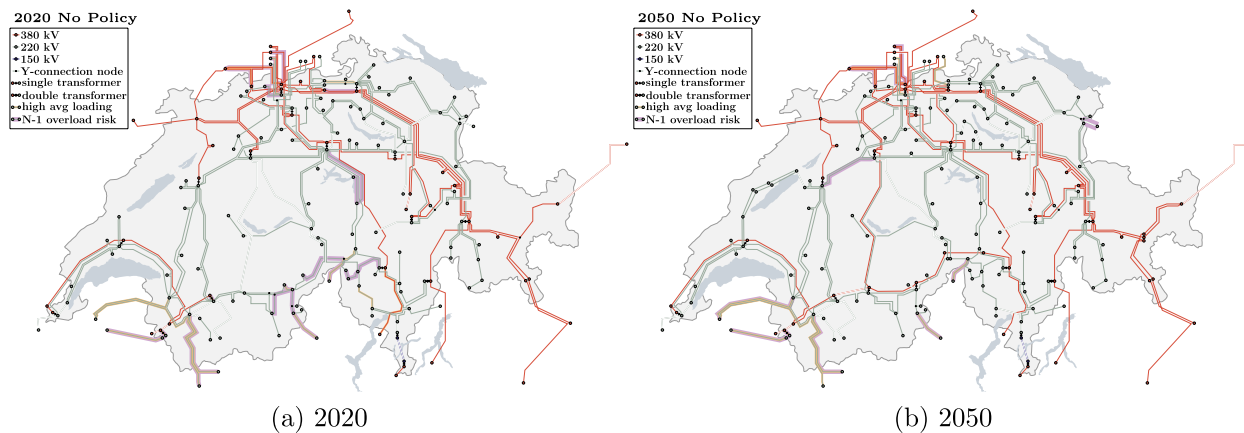 2020 No Policy
380 kV
220 kV
150 kV
Y-connection node
single transformer
double transformer
high avg loading
N-1 overload risk
2050 No Policy
380 kV
220 kV
150 kV
Y-connection node
single transformer
double transformer
high avg loading
N-1 overload risk
(a) 2020
(b) 2050